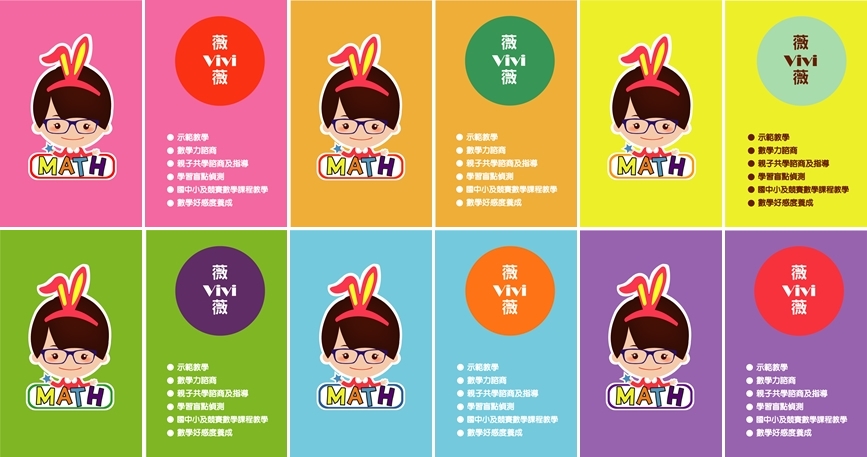 MATH
薇
Vivi
薇
● 示範教學
● 數學力諮商
● 親子共學諮商及指導
● 學習盲點偵測
● 國中小及競賽數學課程教學
● 數學好感度養成
MATH
薇
Vivi
薇
● 示範教學
● 數學力諮商
● 親子共學諮商及指導
● 學習盲點偵測
● 國中小及競賽數學課程教學
● 數學好感度養成
MATH
薇
Vivi
薇
● 示範教學
● 數學力諮商
● 親子共學諮商及指導
● 學習盲點偵測
● 國中小及競賽數學課程教學
● 數學好感度養成
MATH
薇
Vivi
薇
● 示範教學
● 數學力諮商
● 親子共學諮商及指導
● 學習盲點偵測
● 國中小及競賽數學課程教學
● 數學好感度養成
MATH
薇
Vivi
薇
● 示範教學
● 數學力諮商
● 親子共學諮商及指導
● 學習盲點偵測
● 國中小及競賽數學課程教學
● 數學好感度養成
MATH
薇
Vivi
薇
● 示範教學
● 數學力諮商
● 親子共學諮商及指導
● 學習盲點偵測
● 國中小及競賽數學課程教學
● 數學好感度養成